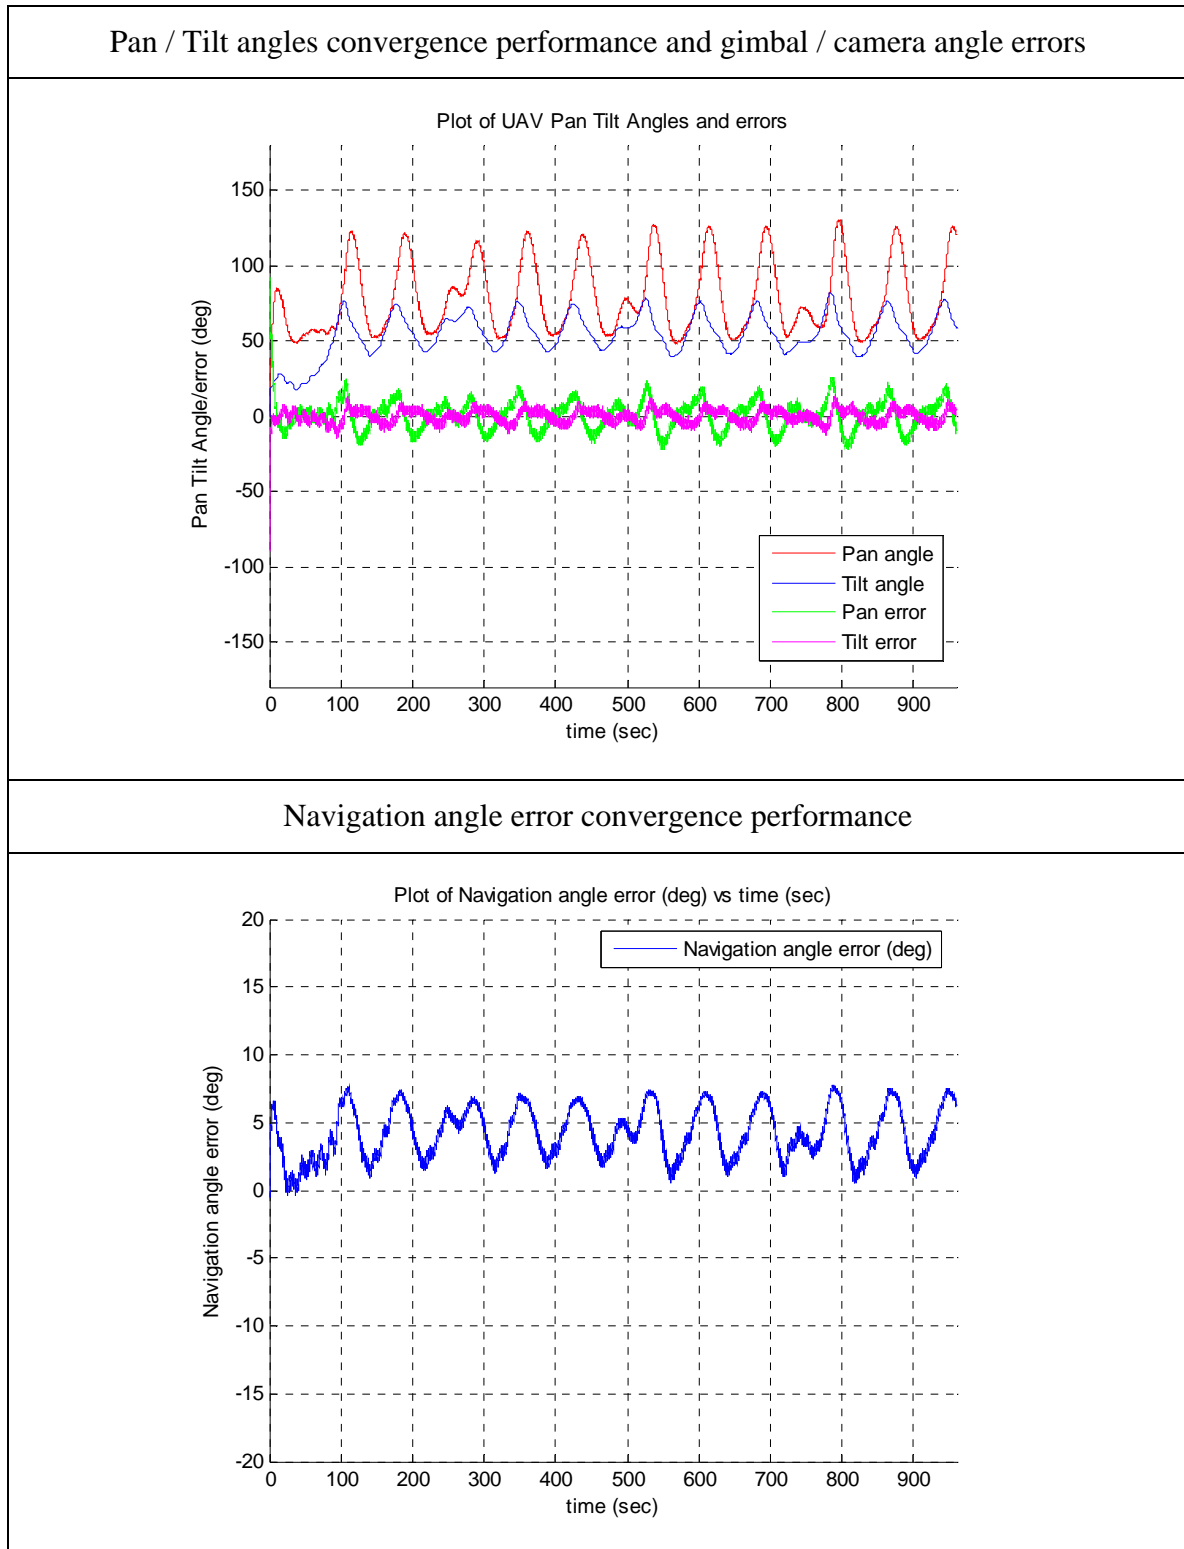 Pan / Tilt angles convergence performance and gimbal / camera angle errors
Plot of UAV Pan Tilt Angles and errors
Pan Tilt Angle/error (deg)
150
100
50
0
-50
-100
-150
Pan angle
Tilt angle
Pan error
Tilt error
0 100 200 300 400 500 600 700 800 900
time (sec)
Navigation angle error convergence performance
Plot of Navigation angle error (deg) vs time (sec)
Navigation angle error (deg)
Navigation angle error (deg)
20
15
10
5
0
-5
-10
-15
-20
0 100 200 300 400 500 600 700 800 900
time (sec)